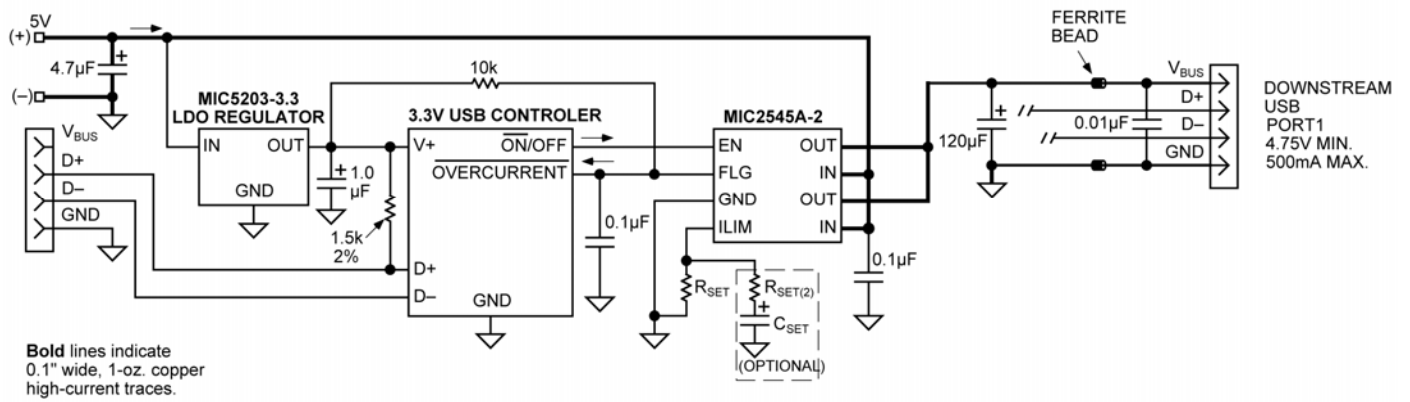 5V
(+)
4.7µF
+
(–)
VBUS
D+
D–
GND
MIC5203-3.3
LDO REGULATOR
IN
OUT
GND
+
1.0
µF
10k
1.5k
2%
3.3V USB CONTROLER
V+
ON/OFF
OVERCURRENT
D+
D–
GND
0.1µF
MIC2545A-2
EN
OUT
FLG
IN
GND
OUT
ILIM
IN
RSET
RSET(2)
+
CSET
(OPTIONAL)
0.1µF
FERRITE
BEAD
+
120µF
0.01µF
VBUS
D+
D–
GND
DOWNSTREAM
USB
PORT1
4.75V MIN.
500mA MAX.
Bold lines indicate
0.1" wide, 1-oz. copper
high-current traces.